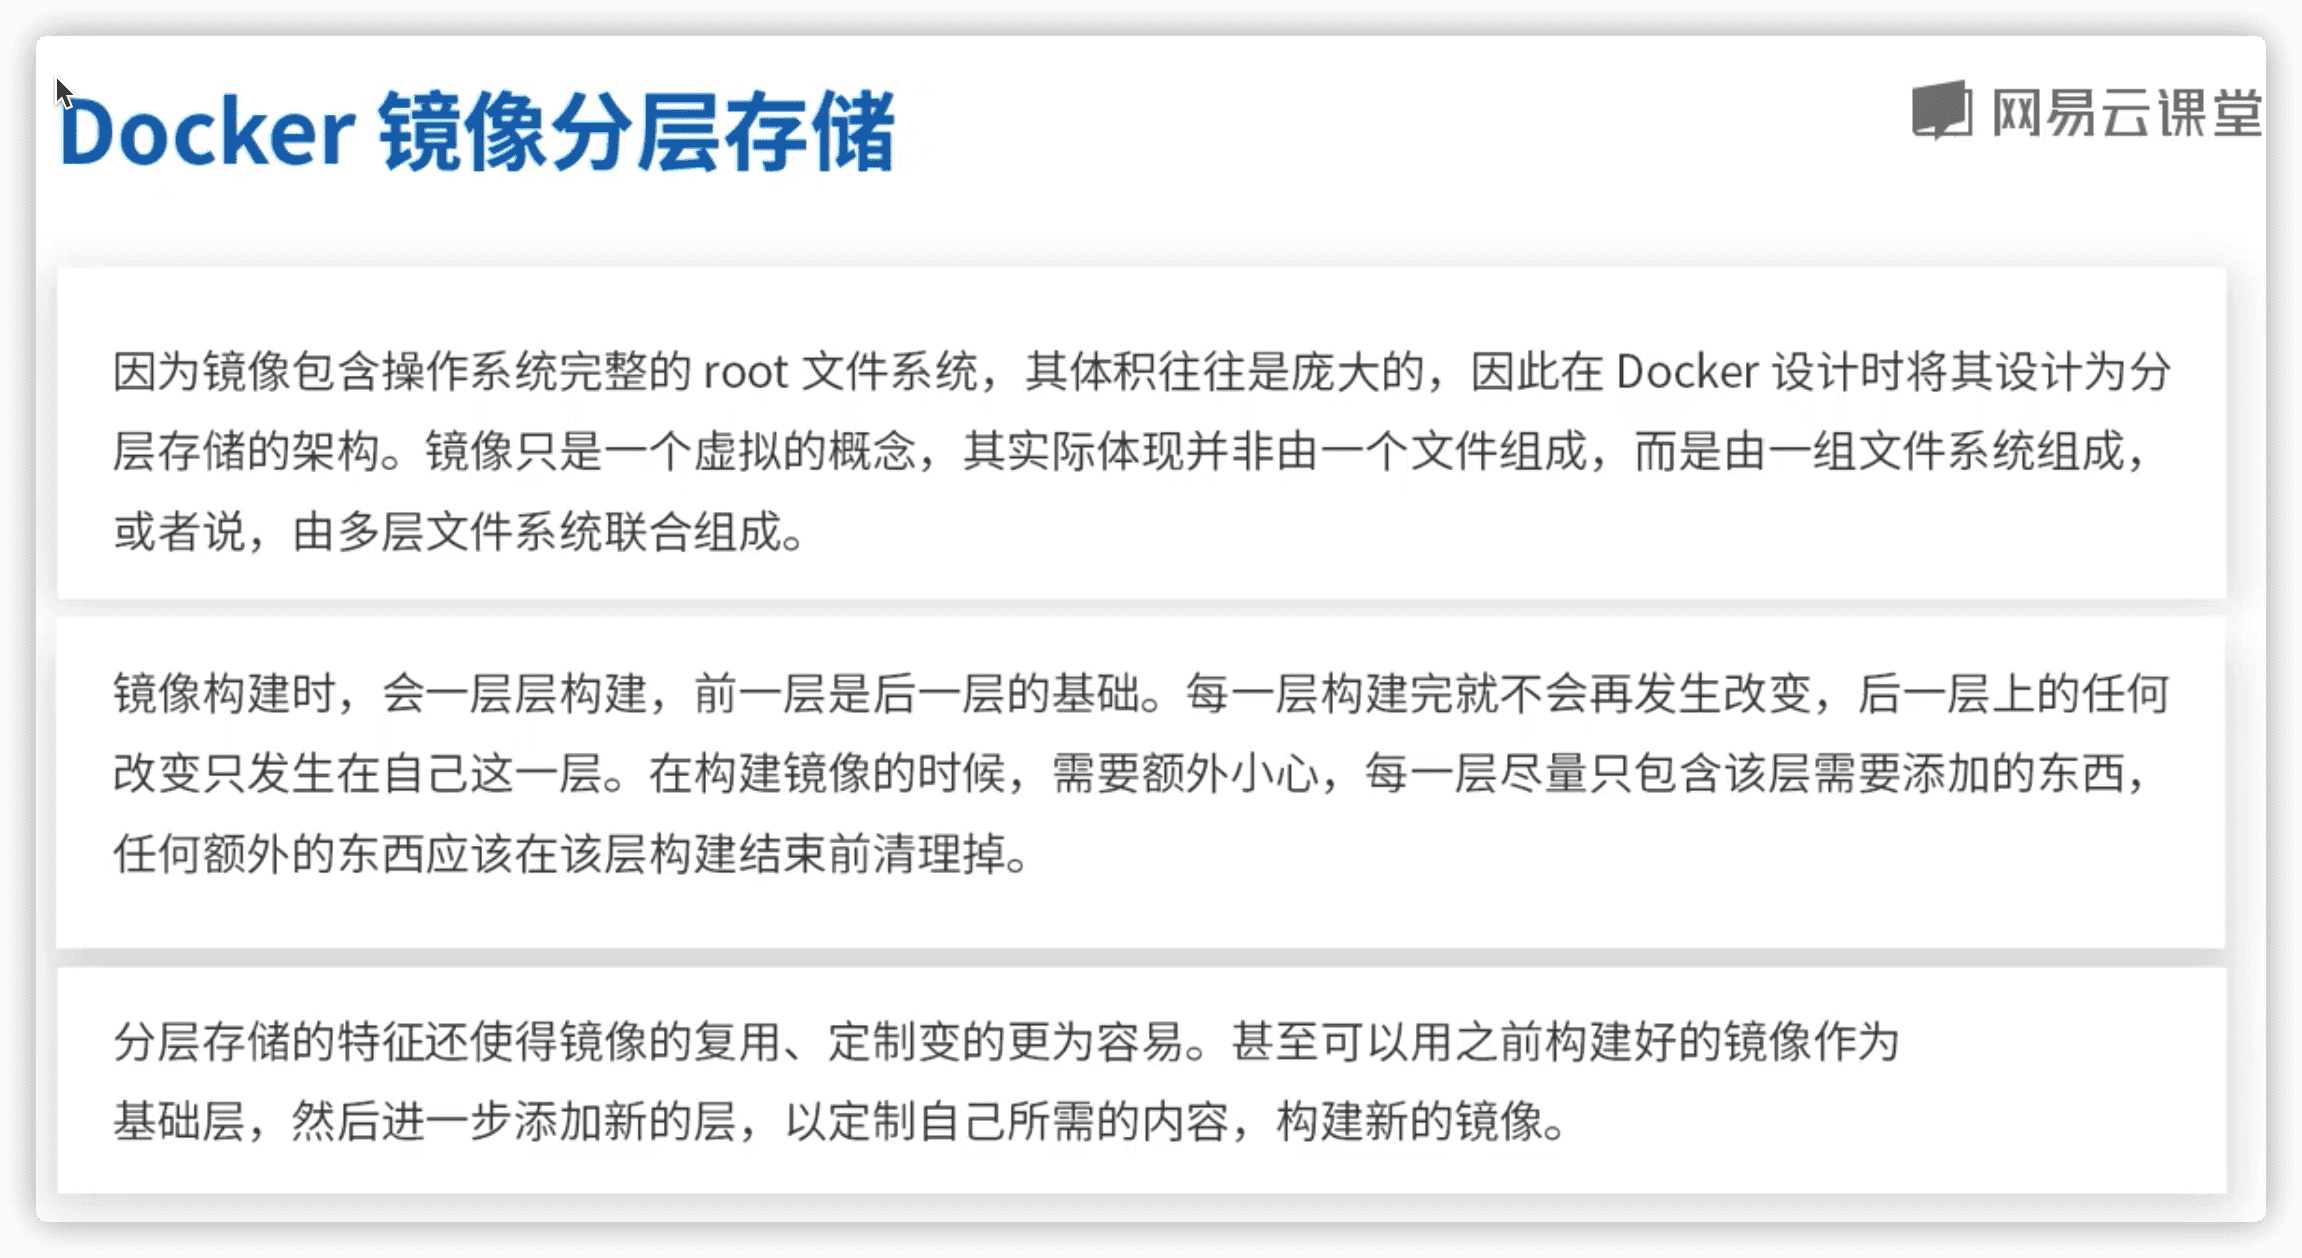 Docker 镜像分层存储
网易云课堂
因为镜像包含操作系统完整的 root 文件系统，其体积往往是庞大的，因此在 Docker 设计时将其设计为分
层存储的架构。镜像只是一个虚拟的概念，其实际体现并非由一个文件组成，而是由一组文件系统组成，
或者说，由多层文件系统联合组成。
镜像构建时，会一层层构建，前一层是后一层的基础。每一层构建完就不会再发生改变，后一层上的任何
改变只发生在自己这一层。在构建镜像的时候，需要额外小心，每一层尽量只包含该层需要添加的东西，
任何额外的东西应该在该层构建结束前清理掉。
分层存储的特征还使得镜像的复用、定制变的更为容易。甚至可以用之前构建好的镜像作为
基础层，然后进一步添加新的层，以定制自己所需的内容，构建新的镜像。